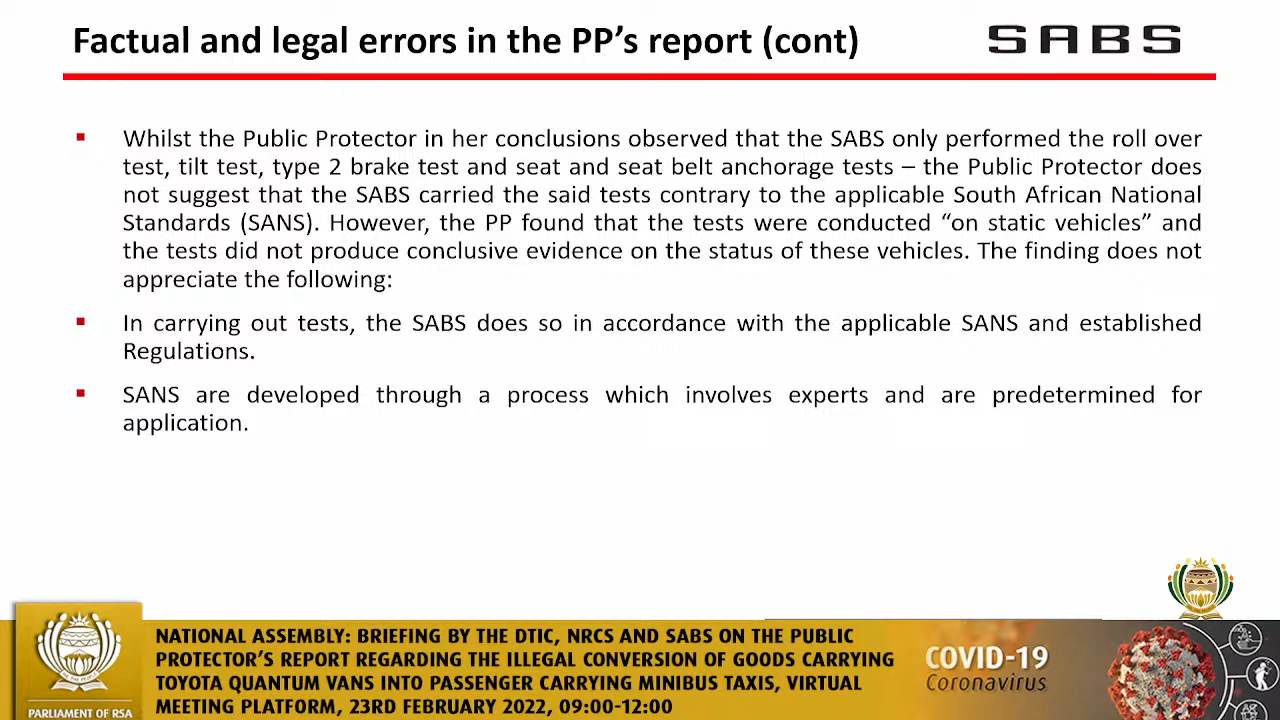 Factual and legal errors in the PP's report (cont)
SABS
Whilst the Public Protector in her conclusions observed that the SABS only performed the roll over
test, tilt test, type 2 brake test and seat and seat belt anchorage tests – the Public Protector does
not suggest that the SABS carried the said tests contrary to the applicable South African National
Standards (SANS). However, the PP found that the tests were conducted “on static vehicles” and
the tests did not produce conclusive evidence on the status of these vehicles. The finding does not
appreciate the following:
In carrying out tests, the SABS does so in accordance with the applicable SANS and established
Regulations.
SANS are developed through a process which involves experts and are predetermined for
application.
NATIONAL ASSEMBLY: BRIEFING BY THE DTIC, NRCS AND SABS ON THE PUBLIC
PROTECTOR'S REPORT REGARDING THE ILLEGAL CONVERSION OF GOODS CARRYING
TOYOTA QUANTUM VANS INTO PASSENGER CARRYING MINIBUS TAXIS, VIRTUAL
MEETING PLATFORM, 23RD FEBRUARY 2022, 09:00-12:00
PARLIAMENT OF RSA
COVID-19
Coronavirus